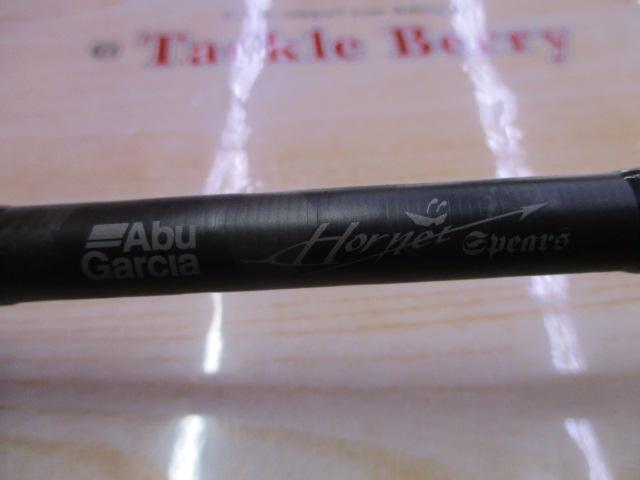 Tackle Berry
Abu
Garcia
Hornet Spears